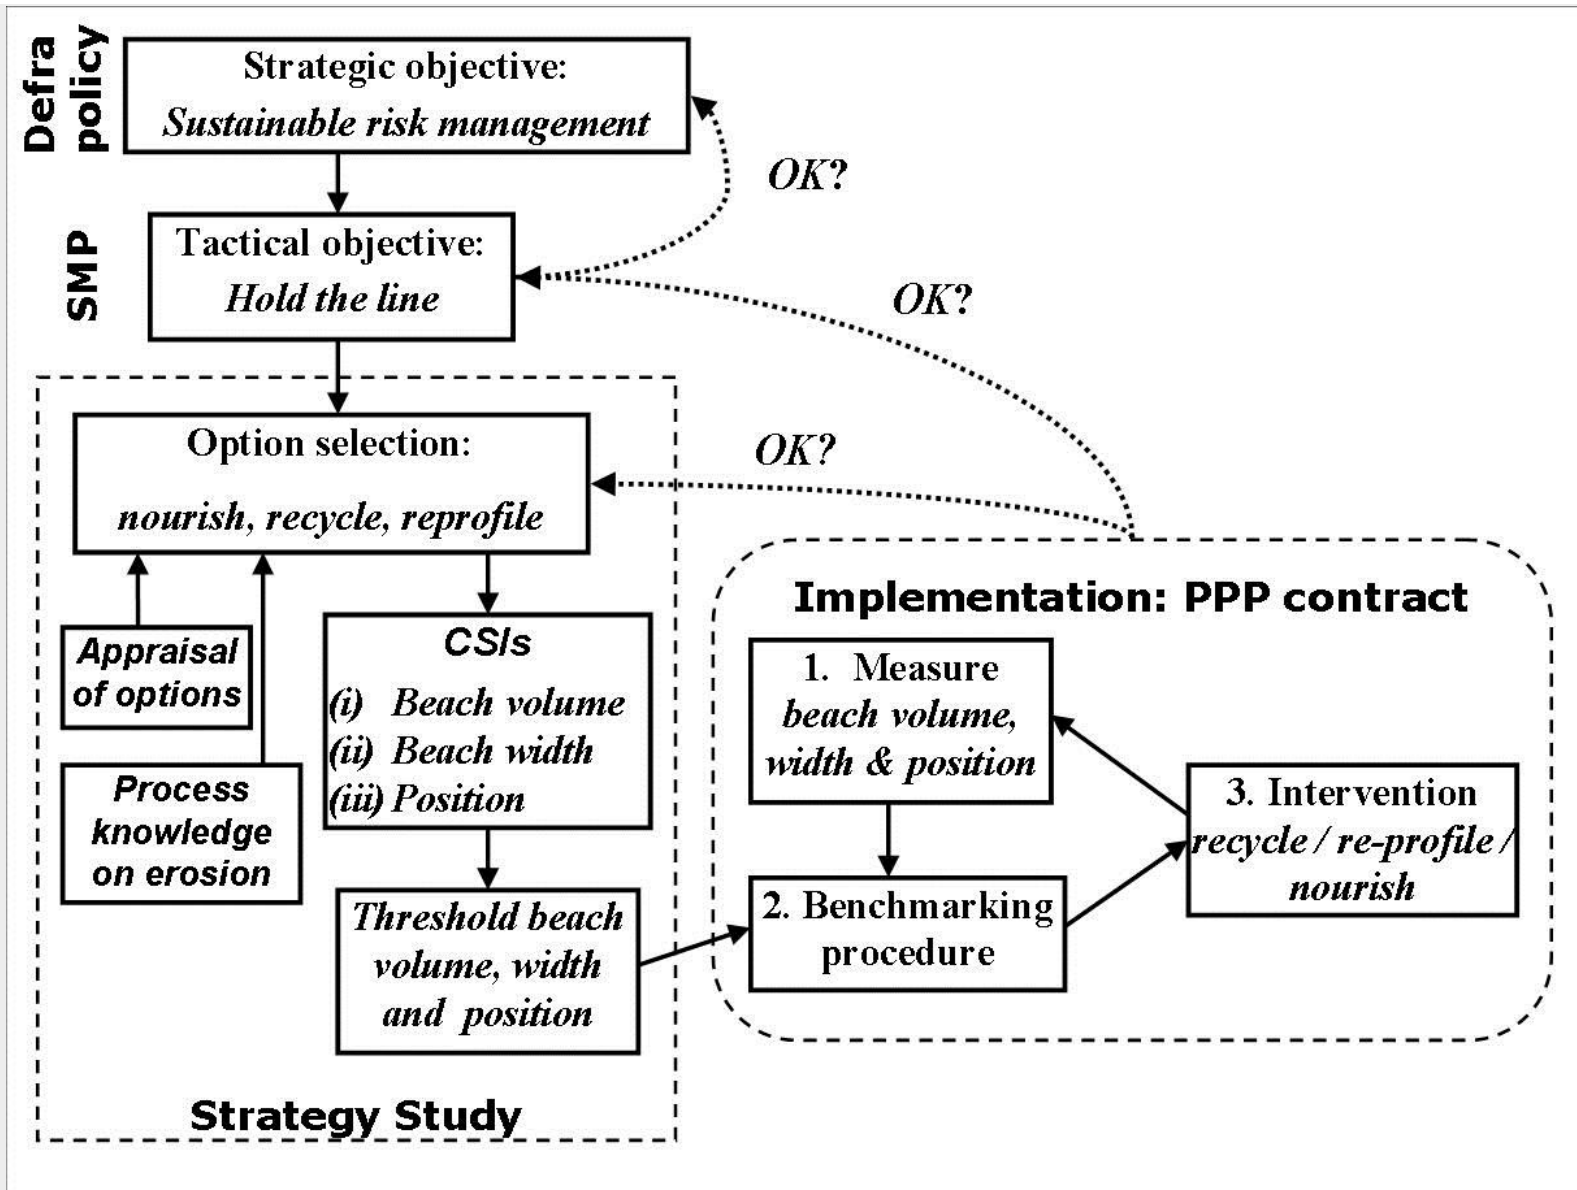 Defra
policy
Strategic objective:
Sustainable risk management
OK?
SMP
Tactical objective:
Hold the line
OK?
Option selection:
nourish, recycle, reprofile
OK?
Appraisal
of options
Process
knowledge
on erosion
CSIs
(i) Beach volume
(ii) Beach width
(iii) Position
Threshold beach
volume, width
and position
Strategy Study
Implementation: PPP contract
1. Measure
beach volume,
width & position
2. Benchmarking
procedure
3. Intervention
recycle / re-profile /
nourish